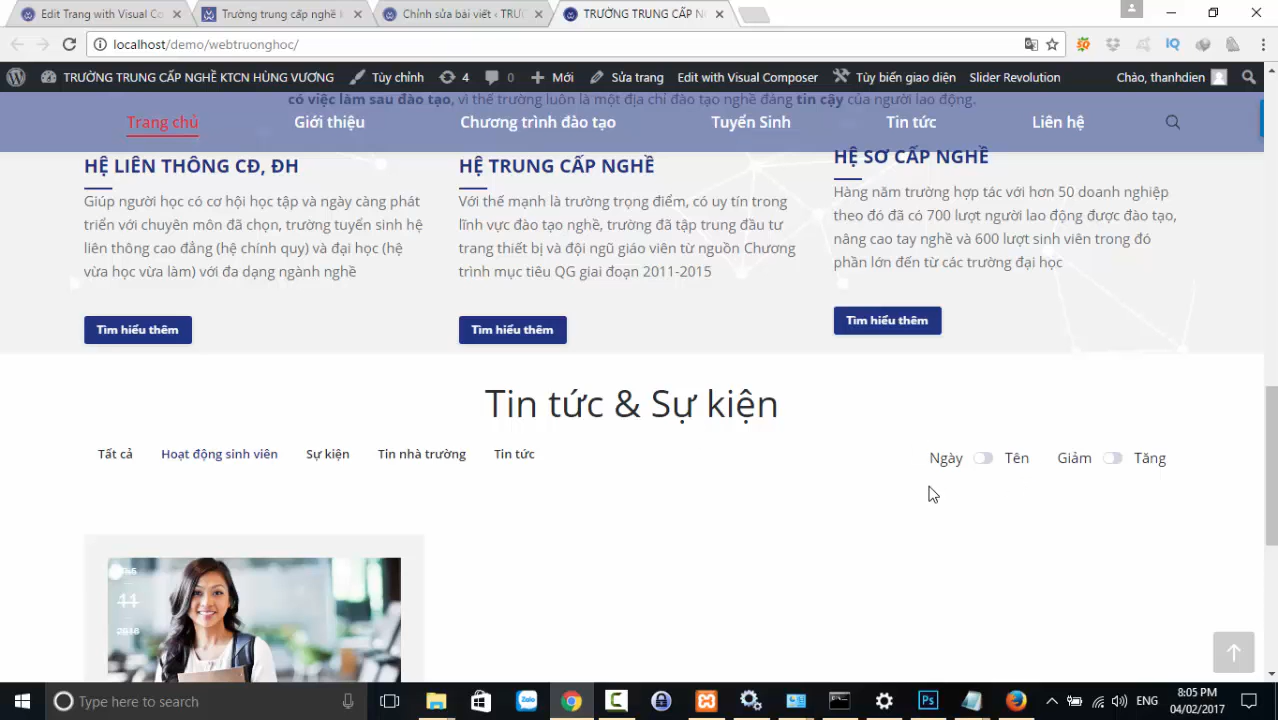 Edit Trang with Visual Co
Trường trung cấp nghề k
Chỉnh sửa bài viết ‹ TRƯ
TRƯỜNG TRUNG CẤP N
localhost/demo/webtruonghoc/
TRƯỜNG TRUNG CẤP NGHỀ KTCN HÙNG VƯƠNG
Tùy chỉnh
4
0
Mới
Sửa trang
Edit with Visual Composer
Tùy biến giao diện
Slider Revolution
Chào, thanhdien
có việc làm sau đào tạo, vì thế trường luôn là một địa chỉ đào tạo nghề đáng tin cậy của người lao động.
Trang chủ
Giới thiệu
Chương trình đào tạo
Tuyển Sinh
Tin tức
Liên hệ
HỆ LIÊN THÔNG CĐ, ĐH
Giúp người học có cơ hội học tập và ngày càng phát
triển với chuyên môn đã chọn, trường tuyển sinh hệ
liên thông cao đẳng (hệ chính quy) và đại học (hệ
vừa học vừa làm) với đa dạng ngành nghề
Tìm hiểu thêm
HỆ TRUNG CẤP NGHỀ
Với thế mạnh là trường trọng điểm, có uy tín trong
lĩnh vực đào tạo nghề, trường đã tập trung đầu tư
trang thiết bị và đội ngũ giáo viên từ nguồn Chương
trình mục tiêu QG giai đoạn 2011-2015
Tìm hiểu thêm
HỆ SƠ CẤP NGHỀ
Hàng năm trường hợp tác với hơn 50 doanh nghiệp
theo đó đã có 700 lượt người lao động được đào tạo,
nâng cao tay nghề và 600 lượt sinh viên trong đó
phần lớn đến từ các trường đại học
Tìm hiểu thêm
Tin tức & Sự kiện
Tất cả
Hoạt động sinh viên
Sự kiện
Tin nhà trường
Tin tức
Ngày
Tên
Giảm
Tăng
11
2016
Type here to search
ENG
8:05 PM
04/02/2017